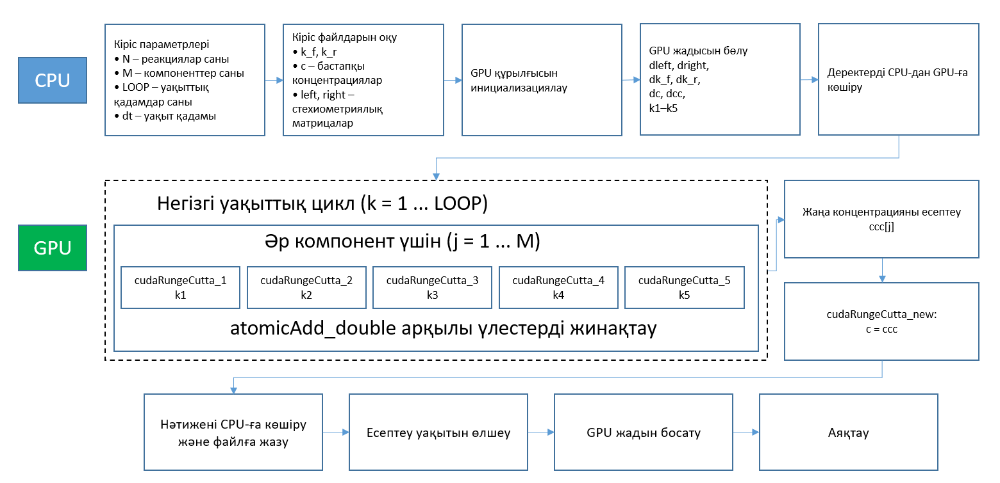 CPU
Кіріс параметрлері
• N – реакциялар саны
• M – компоненттер саны
• LOOP – уақыттық
қадамдар саны
• dt – уақыт қадамы
Кіріс файлдарын оқу
• k_f, k_r
• c – бастапқы
концентрациялар
• left, right –
стехиометриялық
матрицалар
GPU құрылғысын
инициализациялау
GPU жадысын бөлу
dleft, dright,
dk_f, dk_r,
dc, dcc,
k1–k5
Деректерді CPU-дан GPU-ға
көшіру
GPU
Негізгі уақыттық цикл (k = 1 ... LOOP)
Әр компонент үшін (j = 1 ... M)
cudaRungeCutta_1
k1
cudaRungeCutta_2
k2
cudaRungeCutta_3
k3
cudaRungeCutta_4
k4
cudaRungeCutta_5
k5
atomicAdd_double арқылы үлестерді жинақтау
Жаңа концентрацияны есептеу
ccc[j]
cudaRungeCutta_new:
c = ccc
Нәтижені CPU-ға көшіру
және файлға жазу
Есептеу уақытын өлшеу
GPU жадын босату
Аяқтау